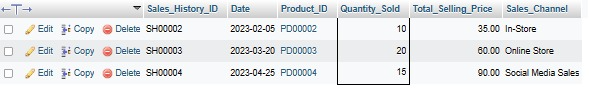 ←T→ Sales_History_ID Date Product_ID Quantity_Sold Total_Selling_Price Sales_Channel
Edit Copy Delete SH00002 2023-02-05 PD00002 10 35.00 In-Store
Edit Copy Delete SH00003 2023-03-20 PD00003 20 60.00 Online Store
Edit Copy Delete SH00004 2023-04-25 PD00004 15 90.00 Social Media Sales